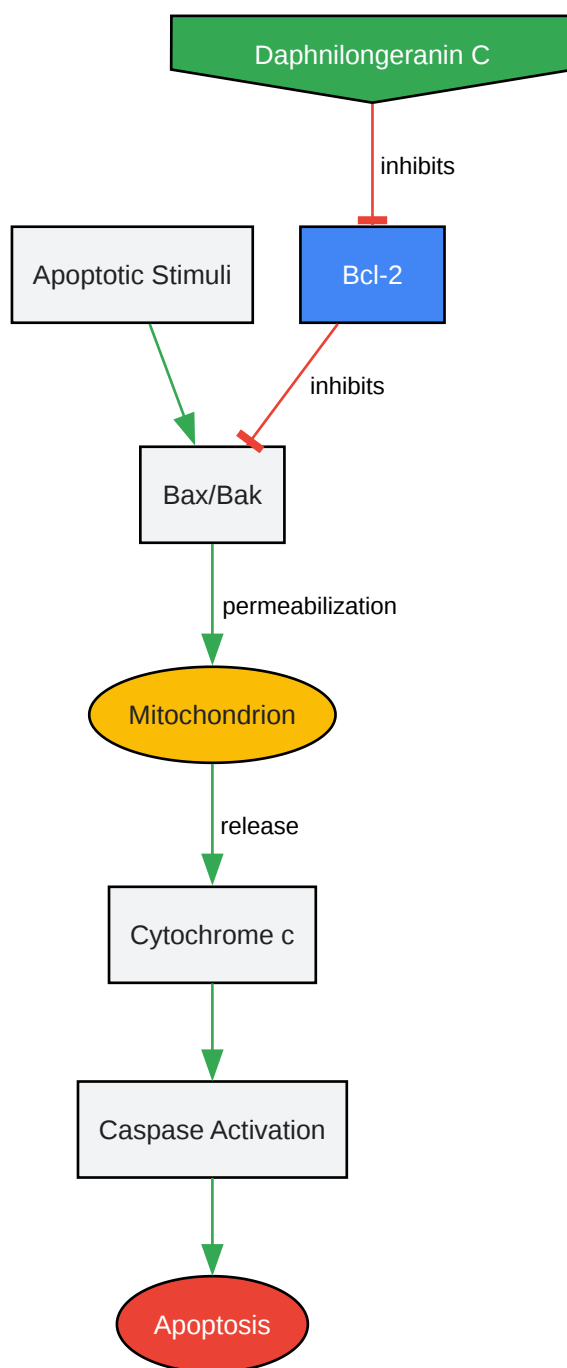 Daphnilongeranin C
inhibits
Apoptotic Stimuli
Bcl-2
inhibits
Bax/Bak
permeabilization
Mitochondrion
release
Cytochrome c
Caspase Activation
Apoptosis